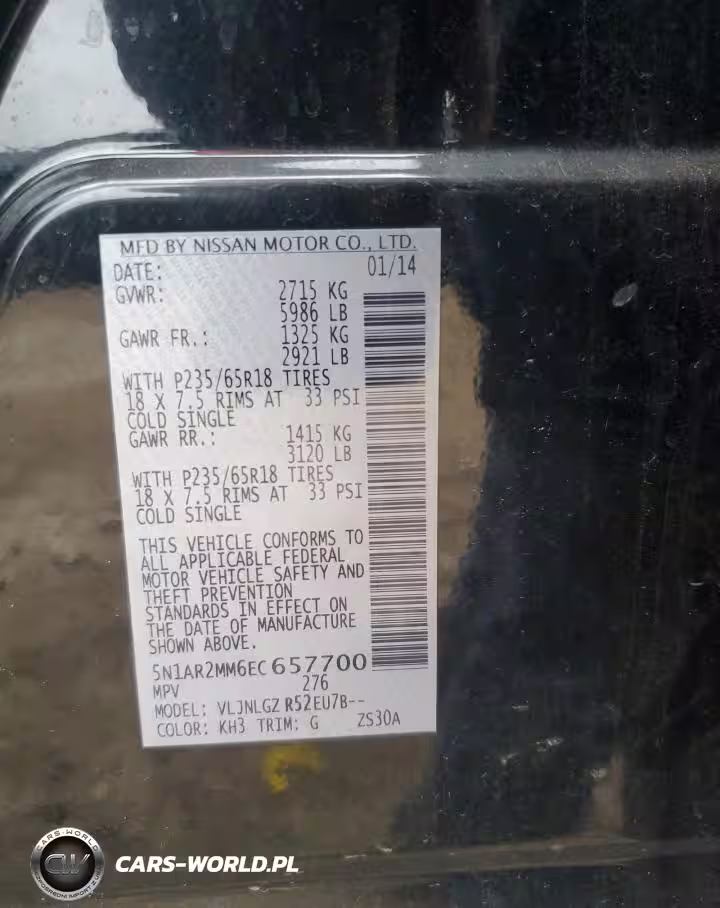 MFD BY NISSAN MOTOR CO., LTD.
DATE: 01/14
GVWR: 2715 KG
5986 LB
GAWR FR.: 1325 KG
2921 LB
WITH P235/65R18 TIRES
18 X 7.5 RIMS AT 33 PSI
COLD SINGLE
GAWR RR.: 1415 KG
3120 LB
WITH P235/65R18 TIRES
18 X 7.5 RIMS AT 33 PSI
COLD SINGLE
THIS VEHICLE CONFORMS TO
ALL APPLICABLE FEDERAL
MOTOR VEHICLE SAFETY AND
THEFT PREVENTION
STANDARDS IN EFFECT ON
THE DATE OF MANUFACTURE
SHOWN ABOVE.
5N1AR2MM6EC657700
MPV 276
MODEL: VLJNLGZ R52EU7B--
COLOR: KH3 TRIM: G ZS30A
CARS-WORLD
CW
CARS-WORLD.PL